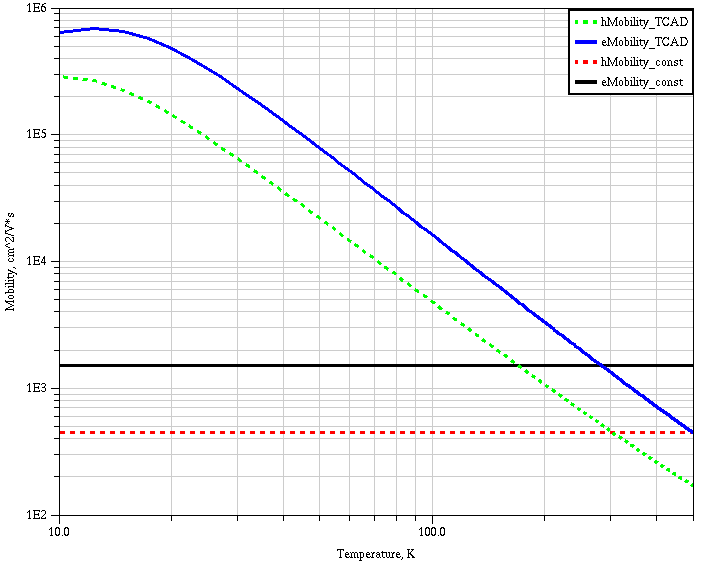 1E6
hMobility_TCAD
eMobility_TCAD
hMobility_const
eMobility_const
1E5
Mobility, cm^2/V*s
1E4
1E3
1E2
10.0
100.0
Temperature, K